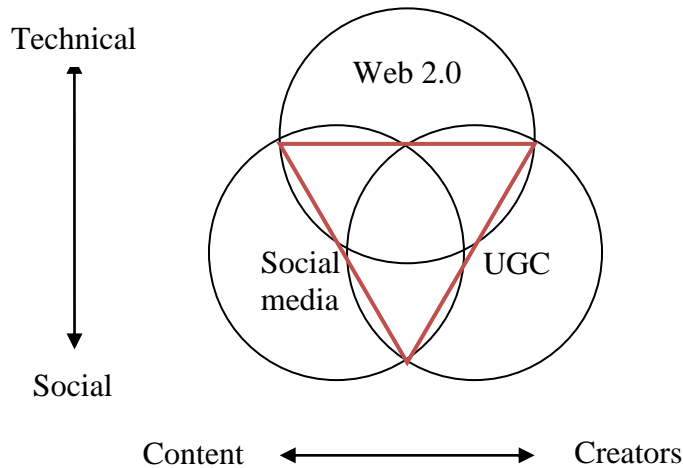 Technical
Web 2.0
Social
media
UGC
Social
Content
Creators